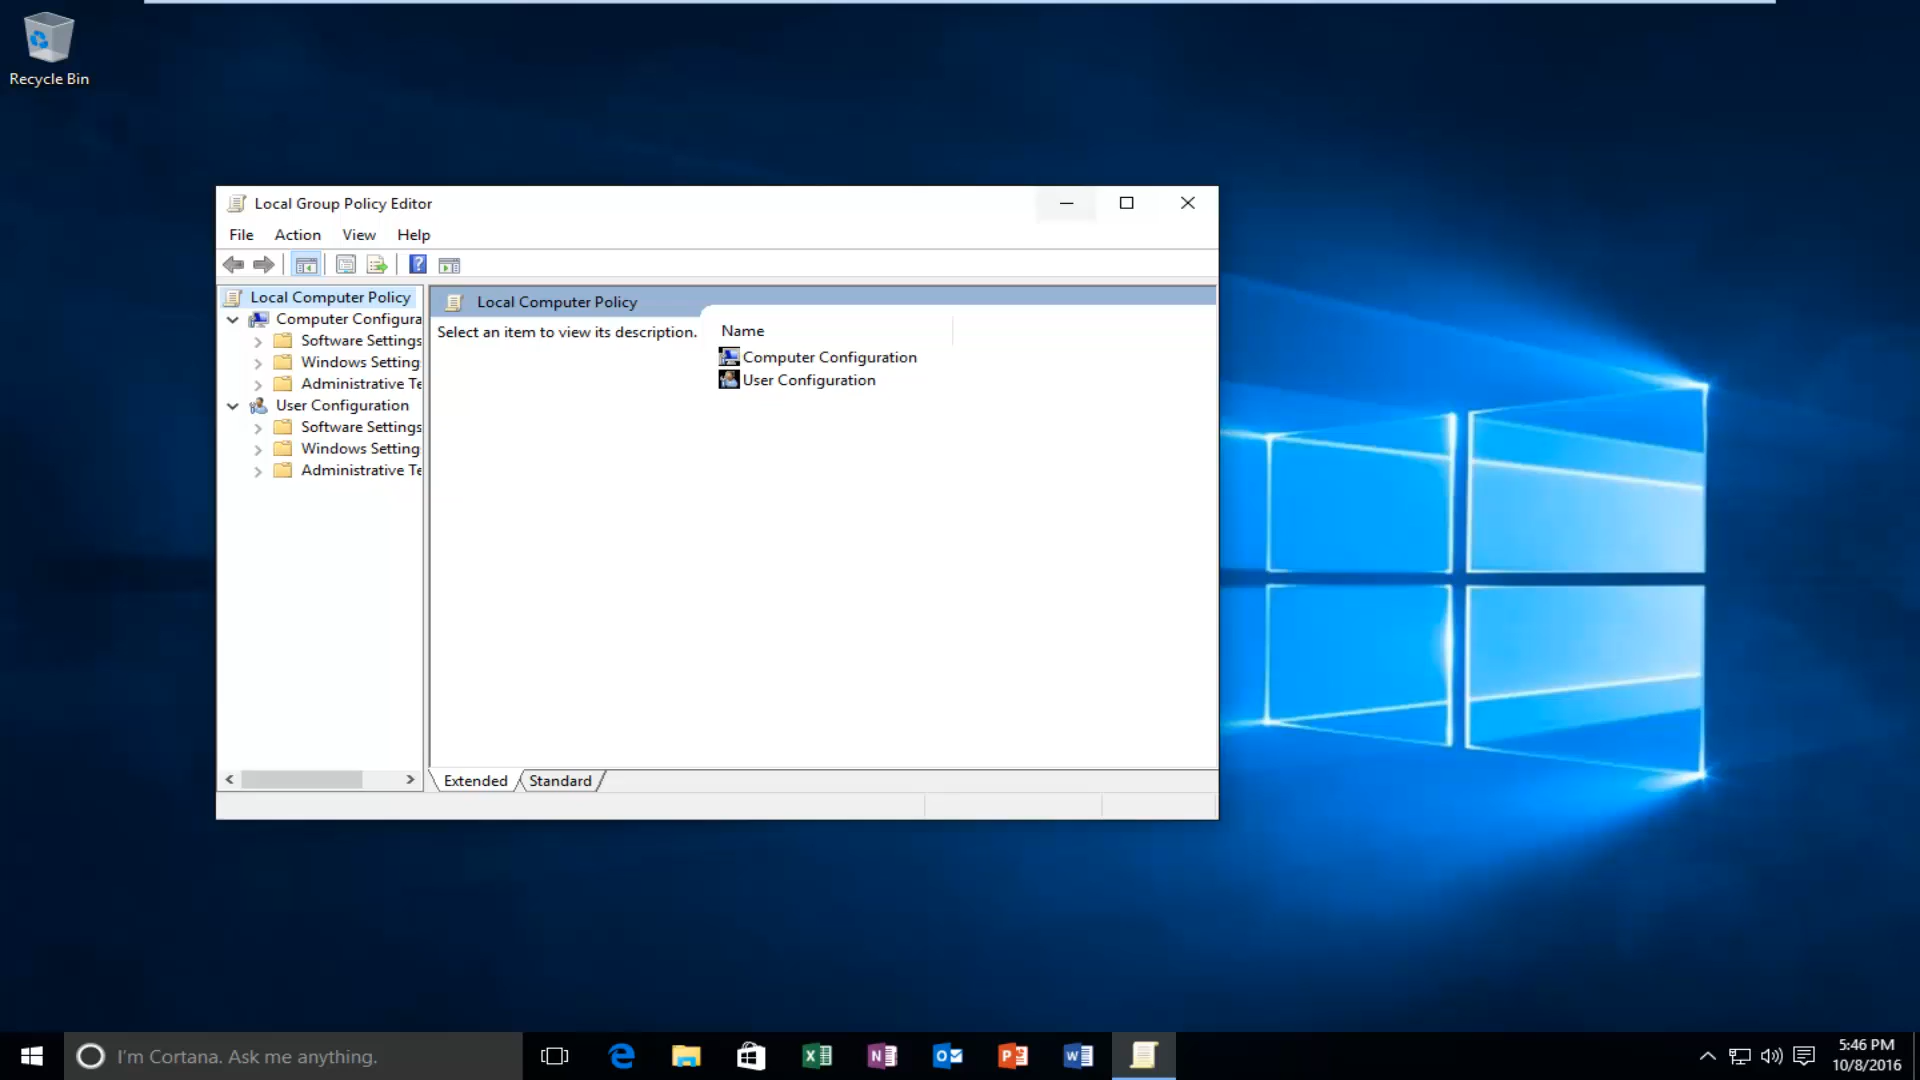 Recycle Bin
Local Group Policy Editor
File Action View Help
Local Computer Policy
Computer Configura
Software Settings
Windows Setting
Administrative Te
User Configuration
Software Settings
Windows Setting
Administrative Te
Local Computer Policy
Select an item to view its description.
Name
Computer Configuration
User Configuration
Extended Standard
I'm Cortana. Ask me anything.
5:46 PM
10/8/2016